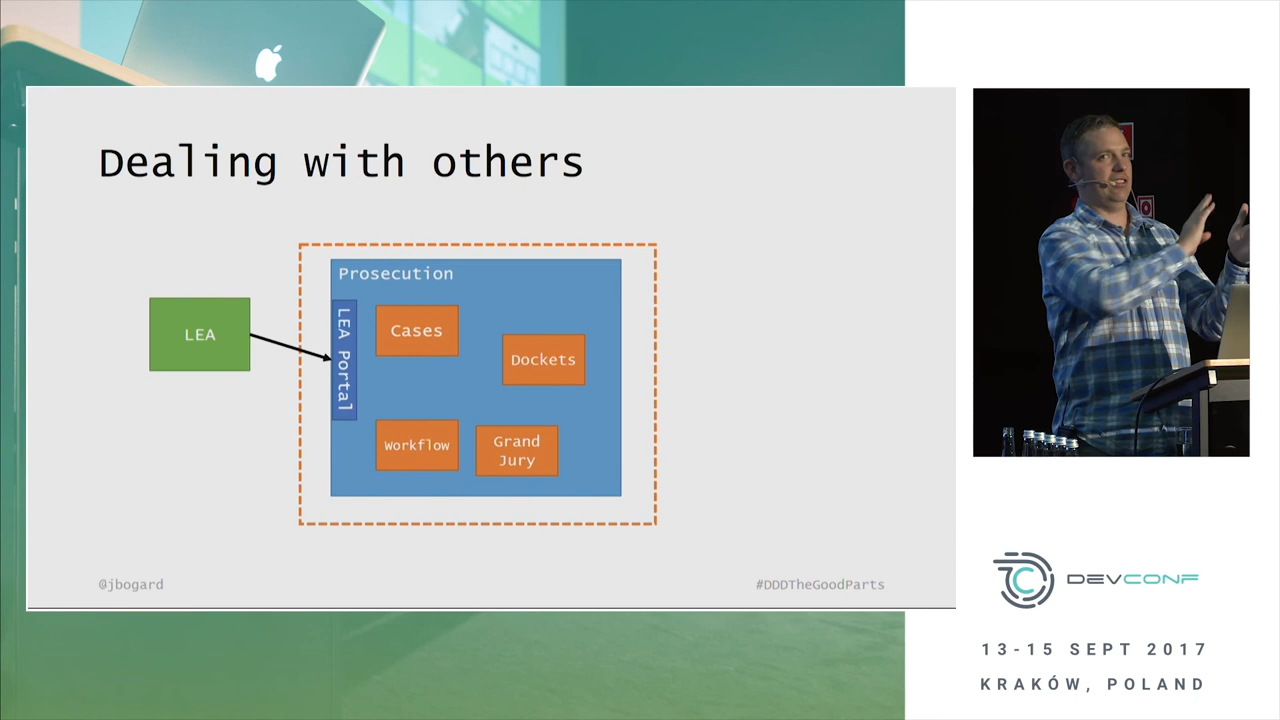 Dealing with others
Prosecution
LEA
LEA Portal
Cases
Dockets
Workflow
Grand
Jury
@jbogard
#DDDTheGoodParts
DEVCONF
13-15 SEPT 2017
KRAKÓW, POLAND